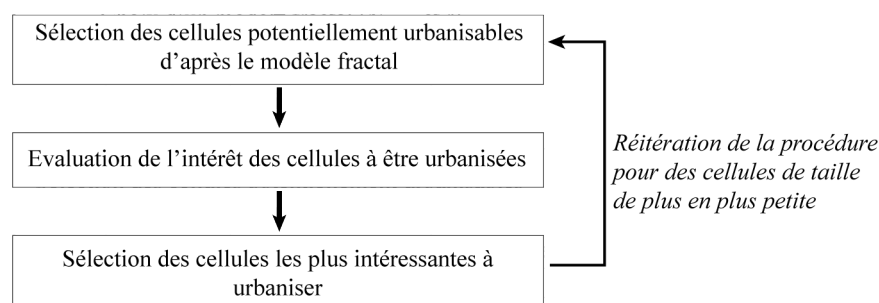 Sélection des cellules potentiellement urbanisables
d’après le modèle fractal
Evaluation de l’intérêt des cellules à être urbanisées
Sélection des cellules les plus intéressantes à
urbaniser
Réitération de la procédure
pour des cellules de taille
de plus en plus petite